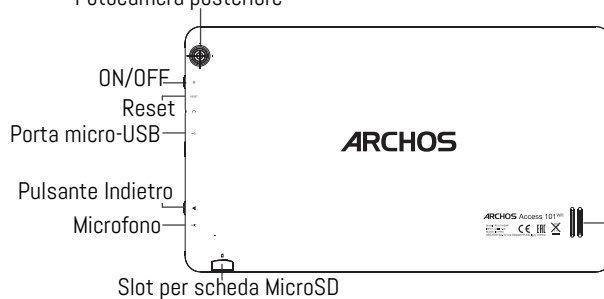 Fotocamera posteriore
ON/OFF
Reset
Porta micro-USB
ARCHOS
Pulsante Indietro
Microfono
ARCHOS Access 101 Wifi
Slot per scheda MicroSD